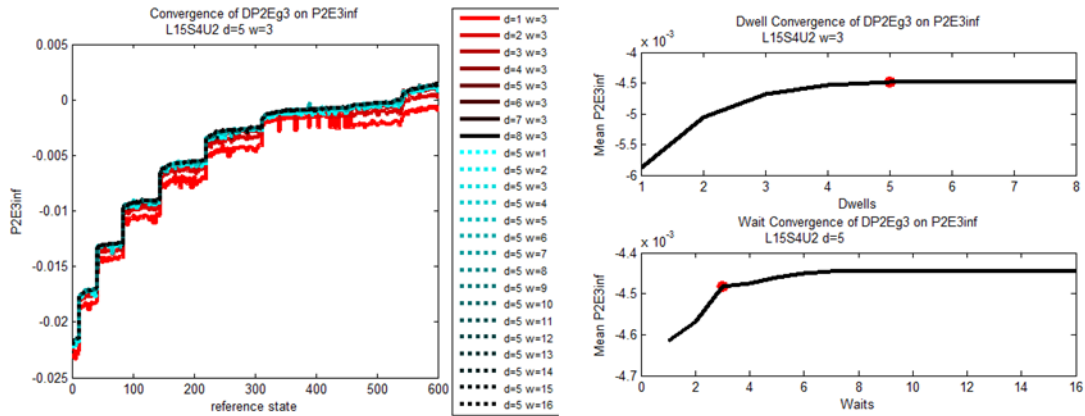 Convergence of DP2Eg3 on P2E3inf
L15S4U2 d=5 w=3
0.005
0
-0.005
-0.01
-0.015
-0.02
-0.025
P2E3inf
0 100 200 300 400 500 600
reference state
d=1 w=3
d=2 w=3
d=3 w=3
d=4 w=3
d=5 w=3
d=6 w=3
d=7 w=3
d=8 w=3
d=5 w=1
d=5 w=2
d=5 w=3
d=5 w=4
d=5 w=5
d=5 w=6
d=5 w=7
d=5 w=8
d=5 w=9
d=5 w=10
d=5 w=11
d=5 w=12
d=5 w=13
d=5 w=14
d=5 w=15
d=5 w=16
Dwell Convergence of DP2Eg3 on P2E3inf
L15S4U2 w=3
x 10⁻³
-4
-4.5
-5
-5.5
-6
Mean P2E3inf
1 2 3 4 5 6 7 8
Dwells
Wait Convergence of DP2Eg3 on P2E3inf
L15S4U2 d=5
x 10⁻³
-4.4
-4.5
-4.6
-4.7
Mean P2E3inf
0 2 4 6 8 10 12 14 16
Waits